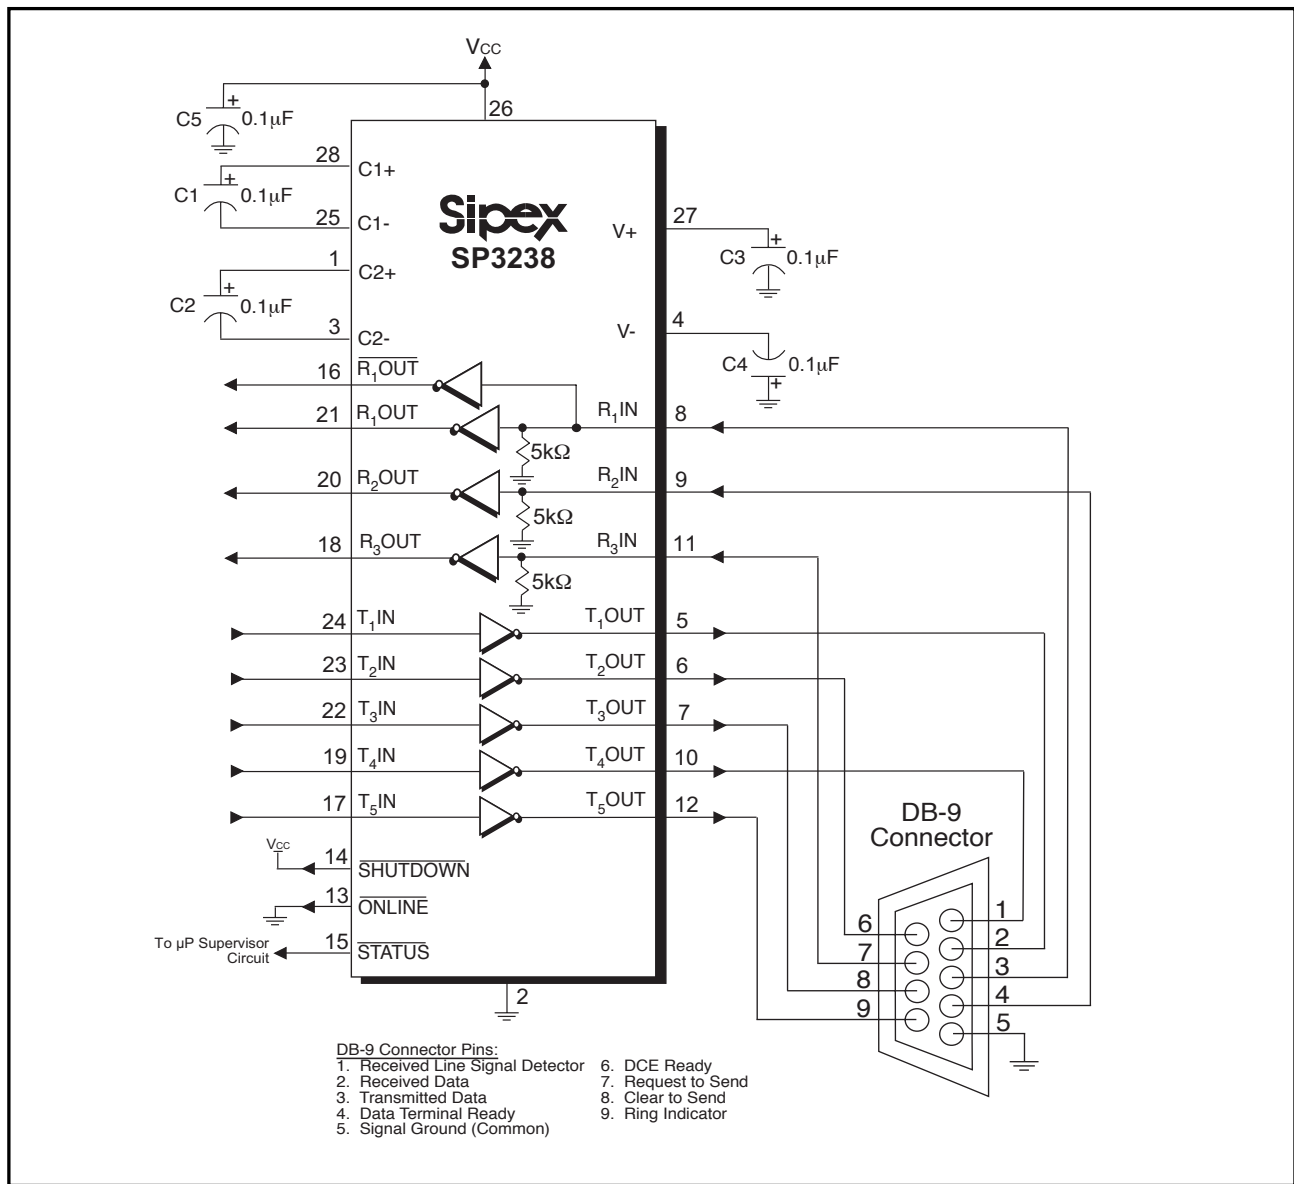 VCC
26
C5
+
0.1µF
28
C1+
C1
+
0.1µF
25
C1-
1
C2+
C2
+
0.1µF
3
C2-
Sipex
SP3238
V+
27
C3
+
0.1µF
V-
4
C4
0.1µF
+
16
R1OUT
21
R1OUT
R1IN
8
5kΩ
20
R2OUT
R2IN
9
5kΩ
18
R3OUT
R3IN
11
5kΩ
24
T1IN
T1OUT
5
23
T2IN
T2OUT
6
22
T3IN
T3OUT
7
19
T4IN
T4OUT
10
17
T5IN
T5OUT
12
VCC
14
SHUTDOWN
13
ONLINE
To µP Supervisor
Circuit
15
STATUS
2
DB-9
Connector
6
7
8
9
1
2
3
4
5
DB-9 Connector Pins:
1. Received Line Signal Detector
2. Received Data
3. Transmitted Data
4. Data Terminal Ready
5. Signal Ground (Common)
6. DCE Ready
7. Request to Send
8. Clear to Send
9. Ring Indicator